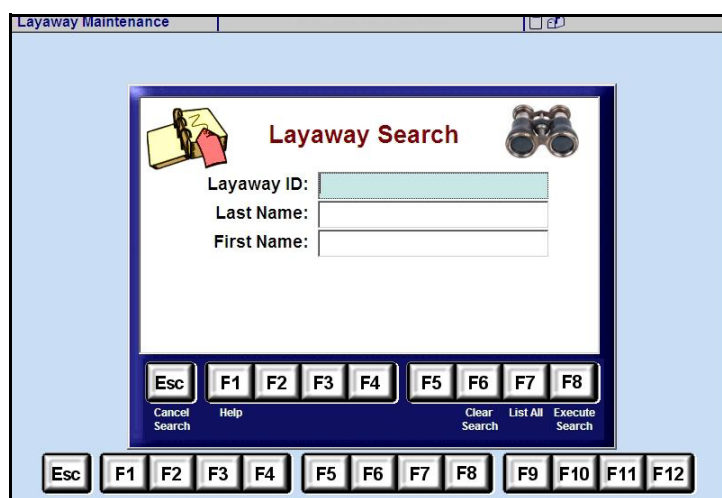 Layaway Maintenance
Layaway Search
Layaway ID:
Last Name:
First Name:
Esc F1 F2 F3 F4 F5 F6 F7 F8
Cancel Search Help Clear Search List All Execute Search
Esc F1 F2 F3 F4 F5 F6 F7 F8 F9 F10 F11 F12